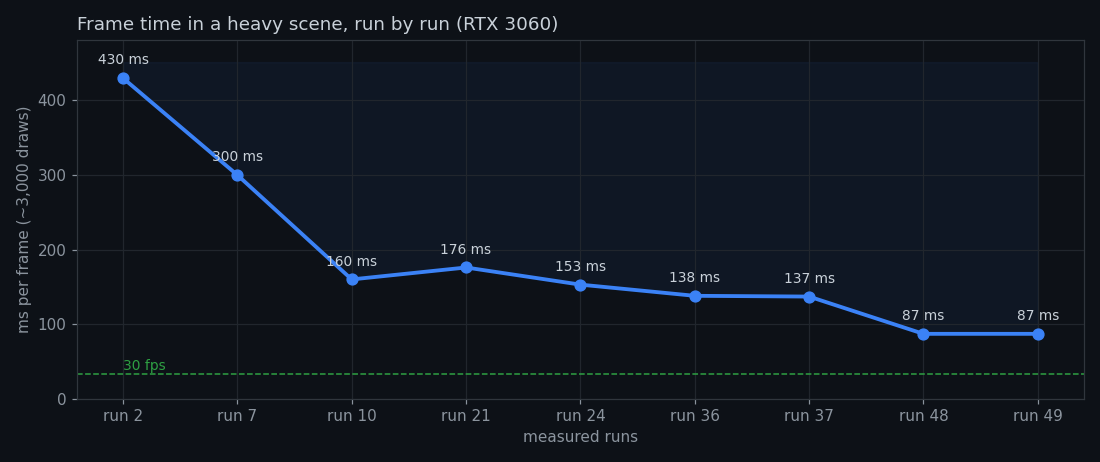 Frame time in a heavy scene, run by run (RTX 3060)
ms per frame (~3,000 draws)
400
300
200
100
0
430 ms
300 ms
160 ms
176 ms
153 ms
138 ms
137 ms
87 ms
87 ms
30 fps
run 2
run 7
run 10
run 21
run 24
run 36
run 37
run 48
run 49
measured runs